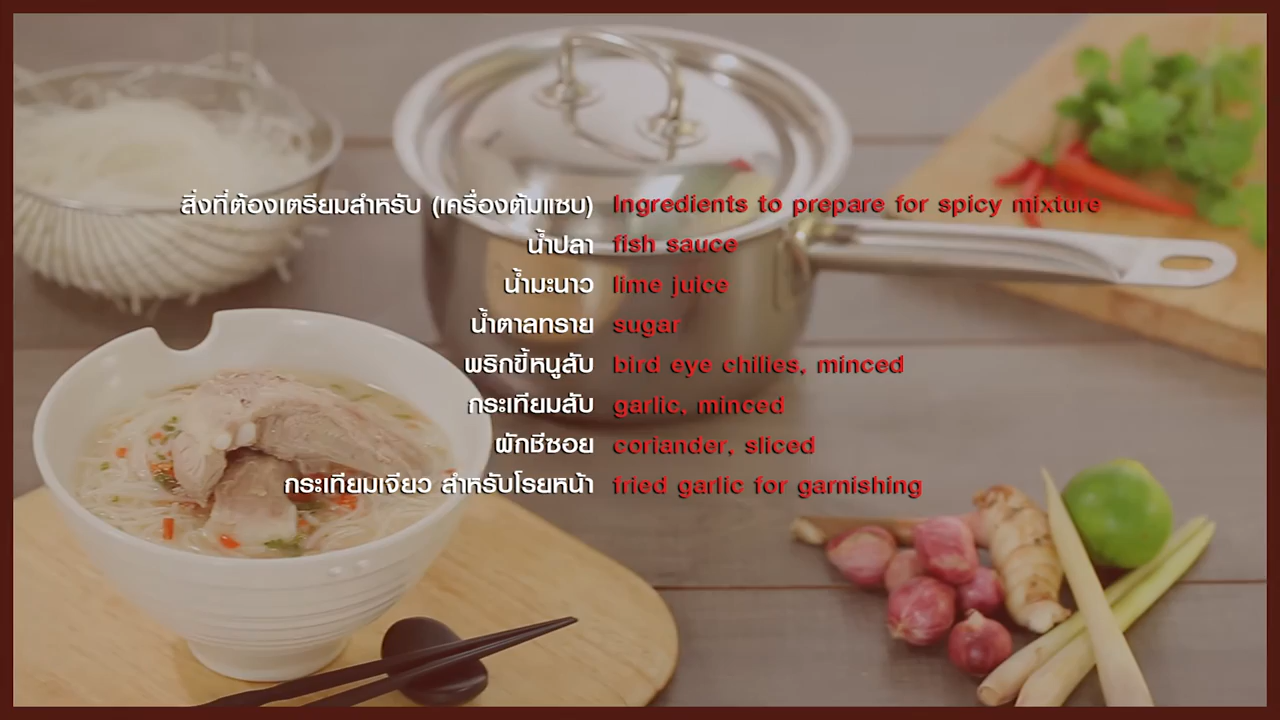 สิ่งที่ต้องเตรียมสำหรับ (เครื่องต้มแซบ) Ingredients to prepare for spicy mixture
น้ำปลา fish sauce
น้ำมะนาว lime juice
น้ำตาลทราย sugar
พริกขี้หนูสับ bird eye chilies, minced
กระเทียมสับ garlic, minced
ผักชีซอย coriander, sliced
กระเทียมเจียว สำหรับโรยหน้า fried garlic for garnishing